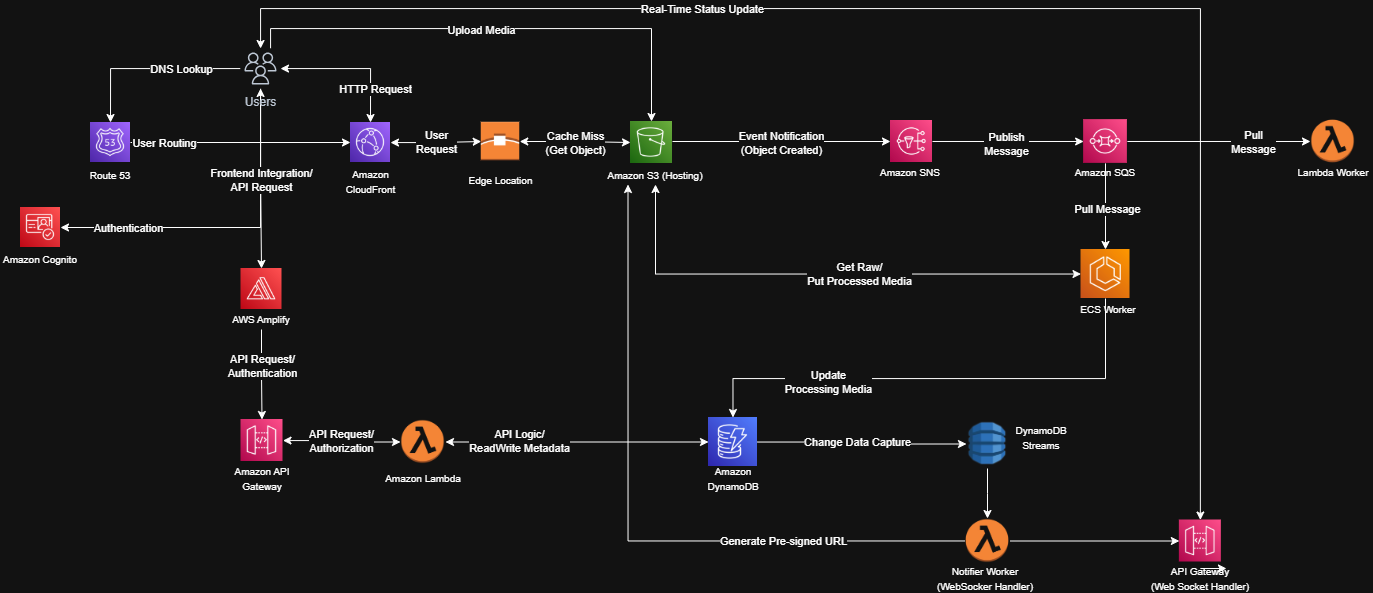 Real-Time Status Update
Upload Media
DNS Lookup
Users
HTTP Request
53
Route 53
User Routing
Amazon
CloudFront
User
Request
Edge Location
Cache Miss
(Get Object)
Amazon S3 (Hosting)
Event Notification
(Object Created)
Amazon SNS
Publish
Message
Amazon SQS
Pull
Message
Lambda Worker
Frontend Integration/
API Request
Authentication
Amazon Cognito
AWS Amplify
Pull Message
Get Raw/
Put Processed Media
ECS Worker
API Request/
Authentication
Update
Processing Media
Amazon API
Gateway
API Request/
Authorization
Amazon Lambda
API Logic/
ReadWrite Metadata
Amazon
DynamoDB
Change Data Capture
DynamoDB
Streams
Generate Pre-signed URL
Notifier Worker
(WebSocker Handler)
API Gateway
(Web Socket Handler)